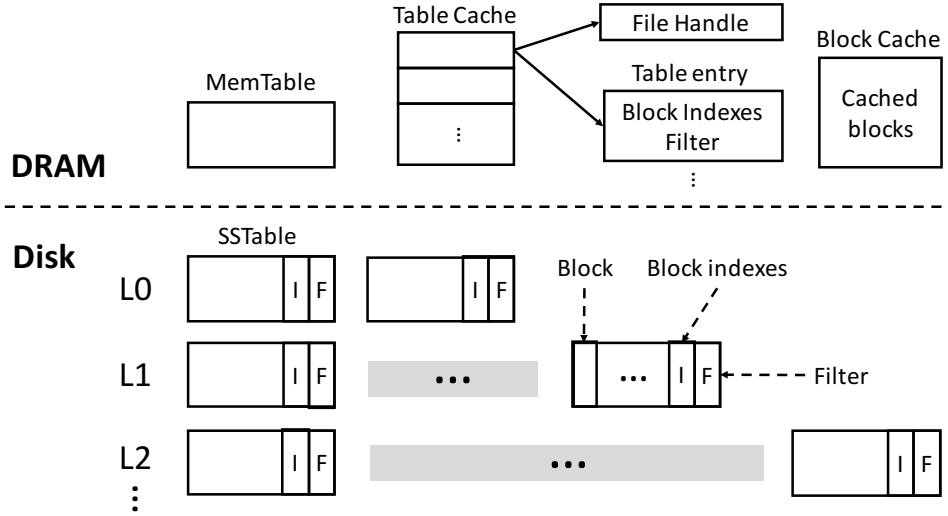 Table Cache
File Handle
Block Cache
MemTable
Table entry
Block Indexes
Filter
Cached
blocks
⋮
⋮
DRAM
Disk
SSTable
Block
Block indexes
L0
I F
I F
L1
I F
...
... I F
Filter
L2
I F
...
I F
⋮